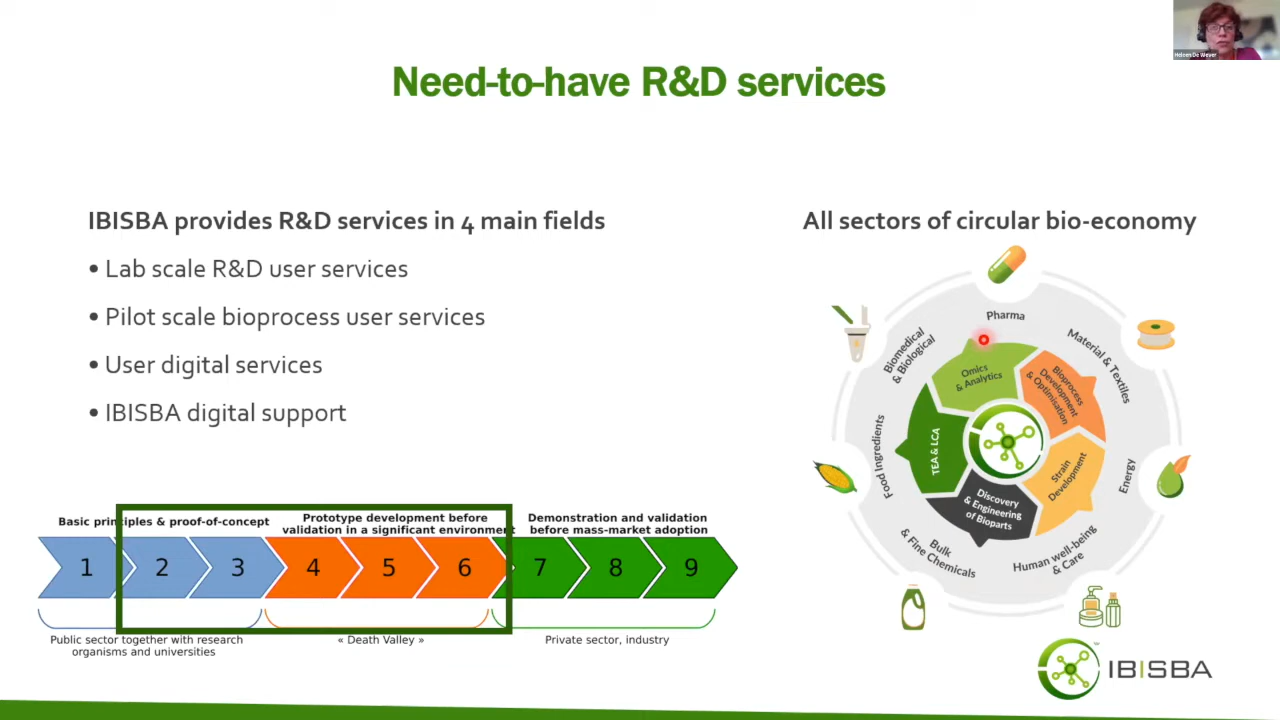 Heleen De Wever
Need-to-have R&D services
IBISBA provides R&D services in 4 main fields
• Lab scale R&D user services
• Pilot scale bioprocess user services
• User digital services
• IBISBA digital support
Basic principles & proof-of-concept
Prototype development before
validation in a significant environment
Demonstration and validation
before mass-market adoption
1 2 3 4 5 6 7 8 9
Public sector together with research
organisms and universities
« Death Valley »
Private sector, industry
All sectors of circular bio-economy
Pharma
Material & Textiles
Energy
Human well-being
& Care
Bulk
& Fine Chemicals
Food Ingredients
Biomedical
& Biological
Omics
& Analytics
Bioprocess
Development
& Optimisation
Strain
Development
Discovery
& Engineering
of Bioparts
TEA & LCA
IBISBA
™